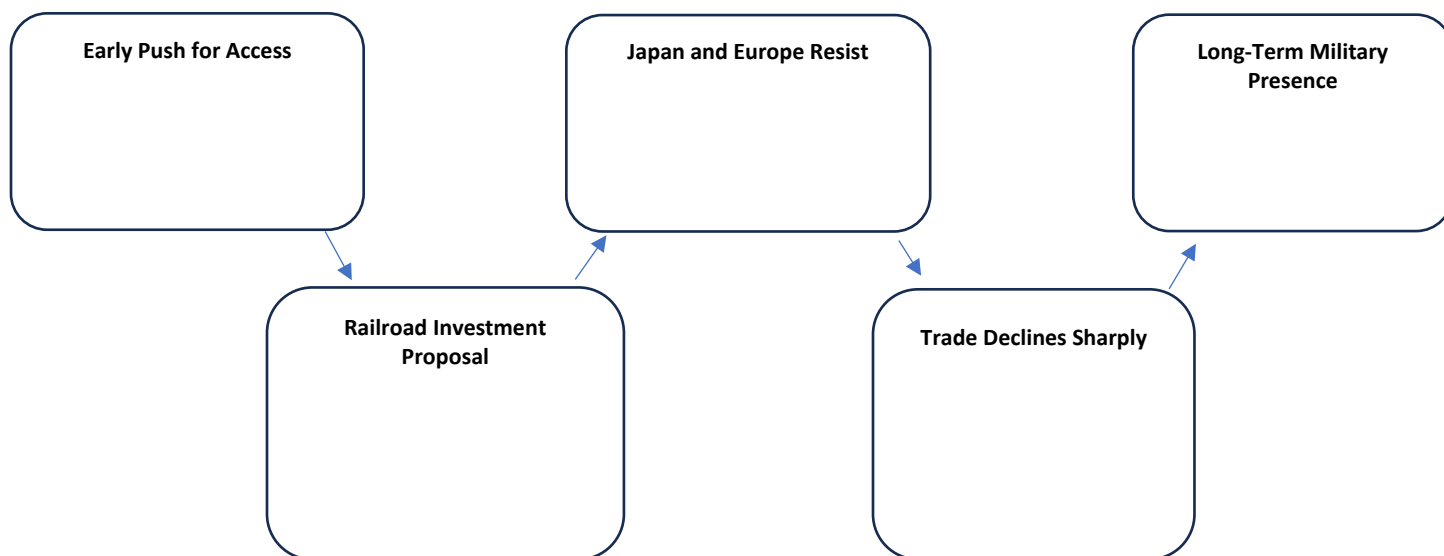 Early Push for Access
Railroad Investment
Proposal
Japan and Europe Resist
Trade Declines Sharply
Long-Term Military
Presence